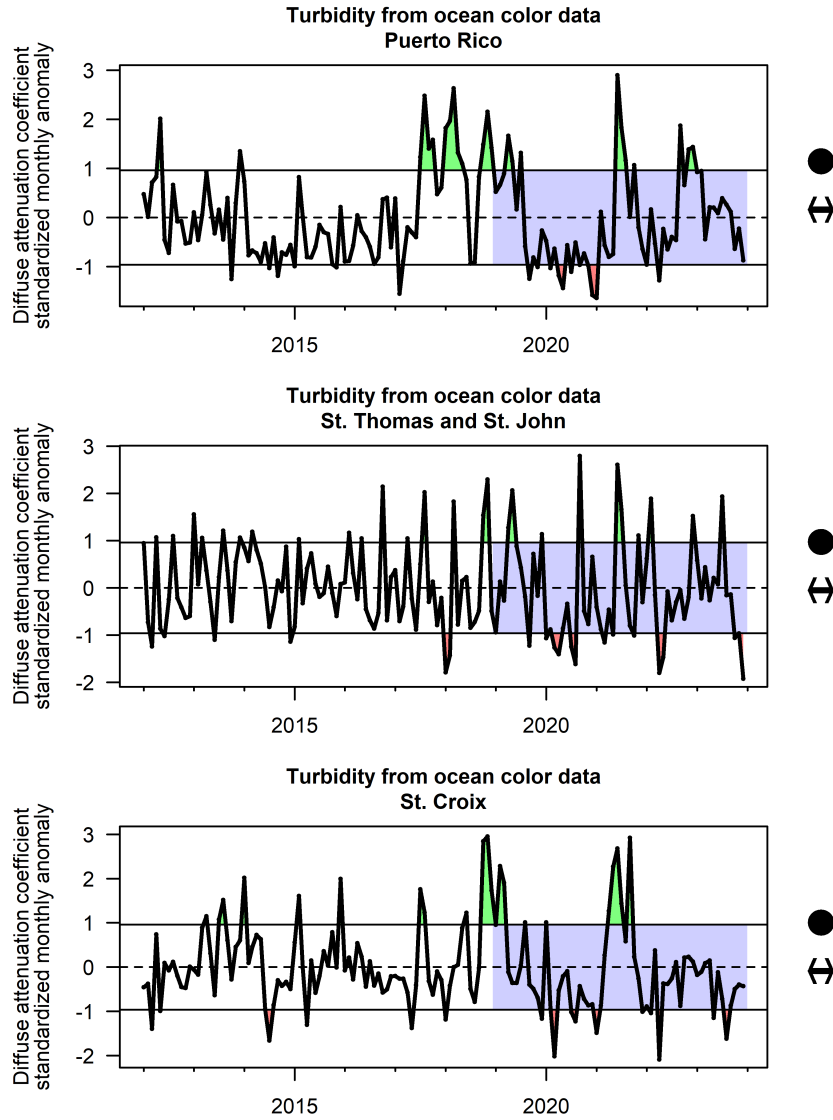 Turbidity from ocean color data
Puerto Rico
Diffuse attenuation coefficient
standardized monthly anomaly
3
2
1
0
-1
2015
2020
Turbidity from ocean color data
St. Thomas and St. John
Diffuse attenuation coefficient
standardized monthly anomaly
3
2
1
0
-1
-2
2015
2020
Turbidity from ocean color data
St. Croix
Diffuse attenuation coefficient
standardized monthly anomaly
3
2
1
0
-1
-2
2015
2020